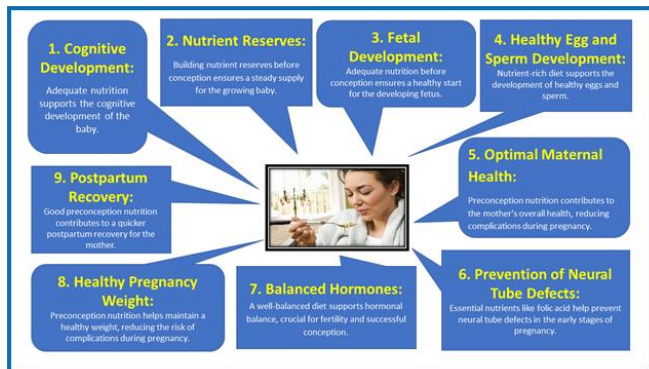 1. Cognitive
Development:
Adequate nutrition
supports the cognitive
development of the
baby.
2. Nutrient Reserves:
Building nutrient reserves before
conception ensures a steady supply
for the growing baby.
3. Fetal
Development:
Adequate nutrition before
conception ensures a healthy start
for the developing fetus.
4. Healthy Egg and
Sperm Development:
Nutrient-rich diet supports the
development of healthy eggs and
sperm.
5. Optimal Maternal
Health:
Preconception nutrition contributes to
the mother's overall health, reducing
complications during pregnancy.
6. Prevention of Neural
Tube Defects:
Essential nutrients like folic acid help prevent
neural tube defects in the early stages of
pregnancy.
7. Balanced Hormones:
A well-balanced diet supports hormonal
balance, crucial for fertility and successful
conception.
8. Healthy Pregnancy
Weight:
Preconception nutrition helps maintain a
healthy weight, reducing the risk of
complications during pregnancy.
9. Postpartum
Recovery:
Good preconception nutrition
contributes to a quicker
postpartum recovery for the
mother.